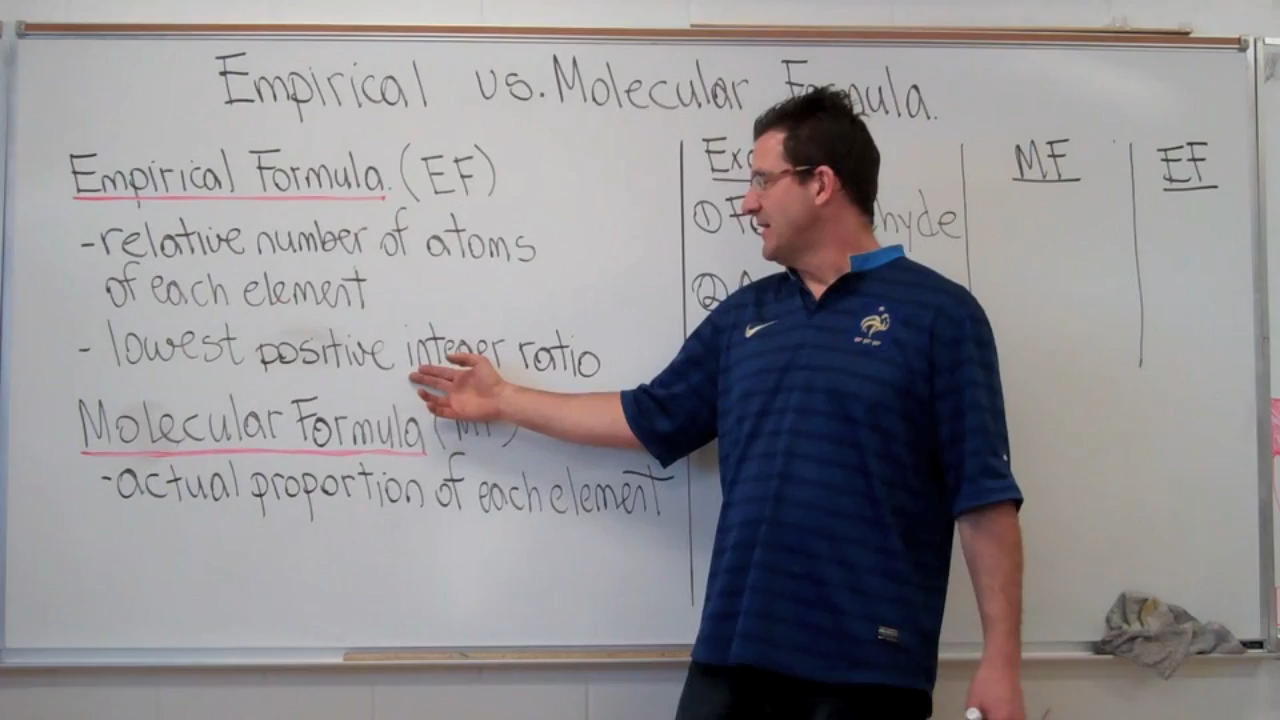 Empirical vs. Molecular Formula.
Empirical Formula. (EF)
-relative number of atoms
of each element
- lowest positive integer ratio
Molecular Formula (MF)
-actual proportion of each element
①
②
MF
EF